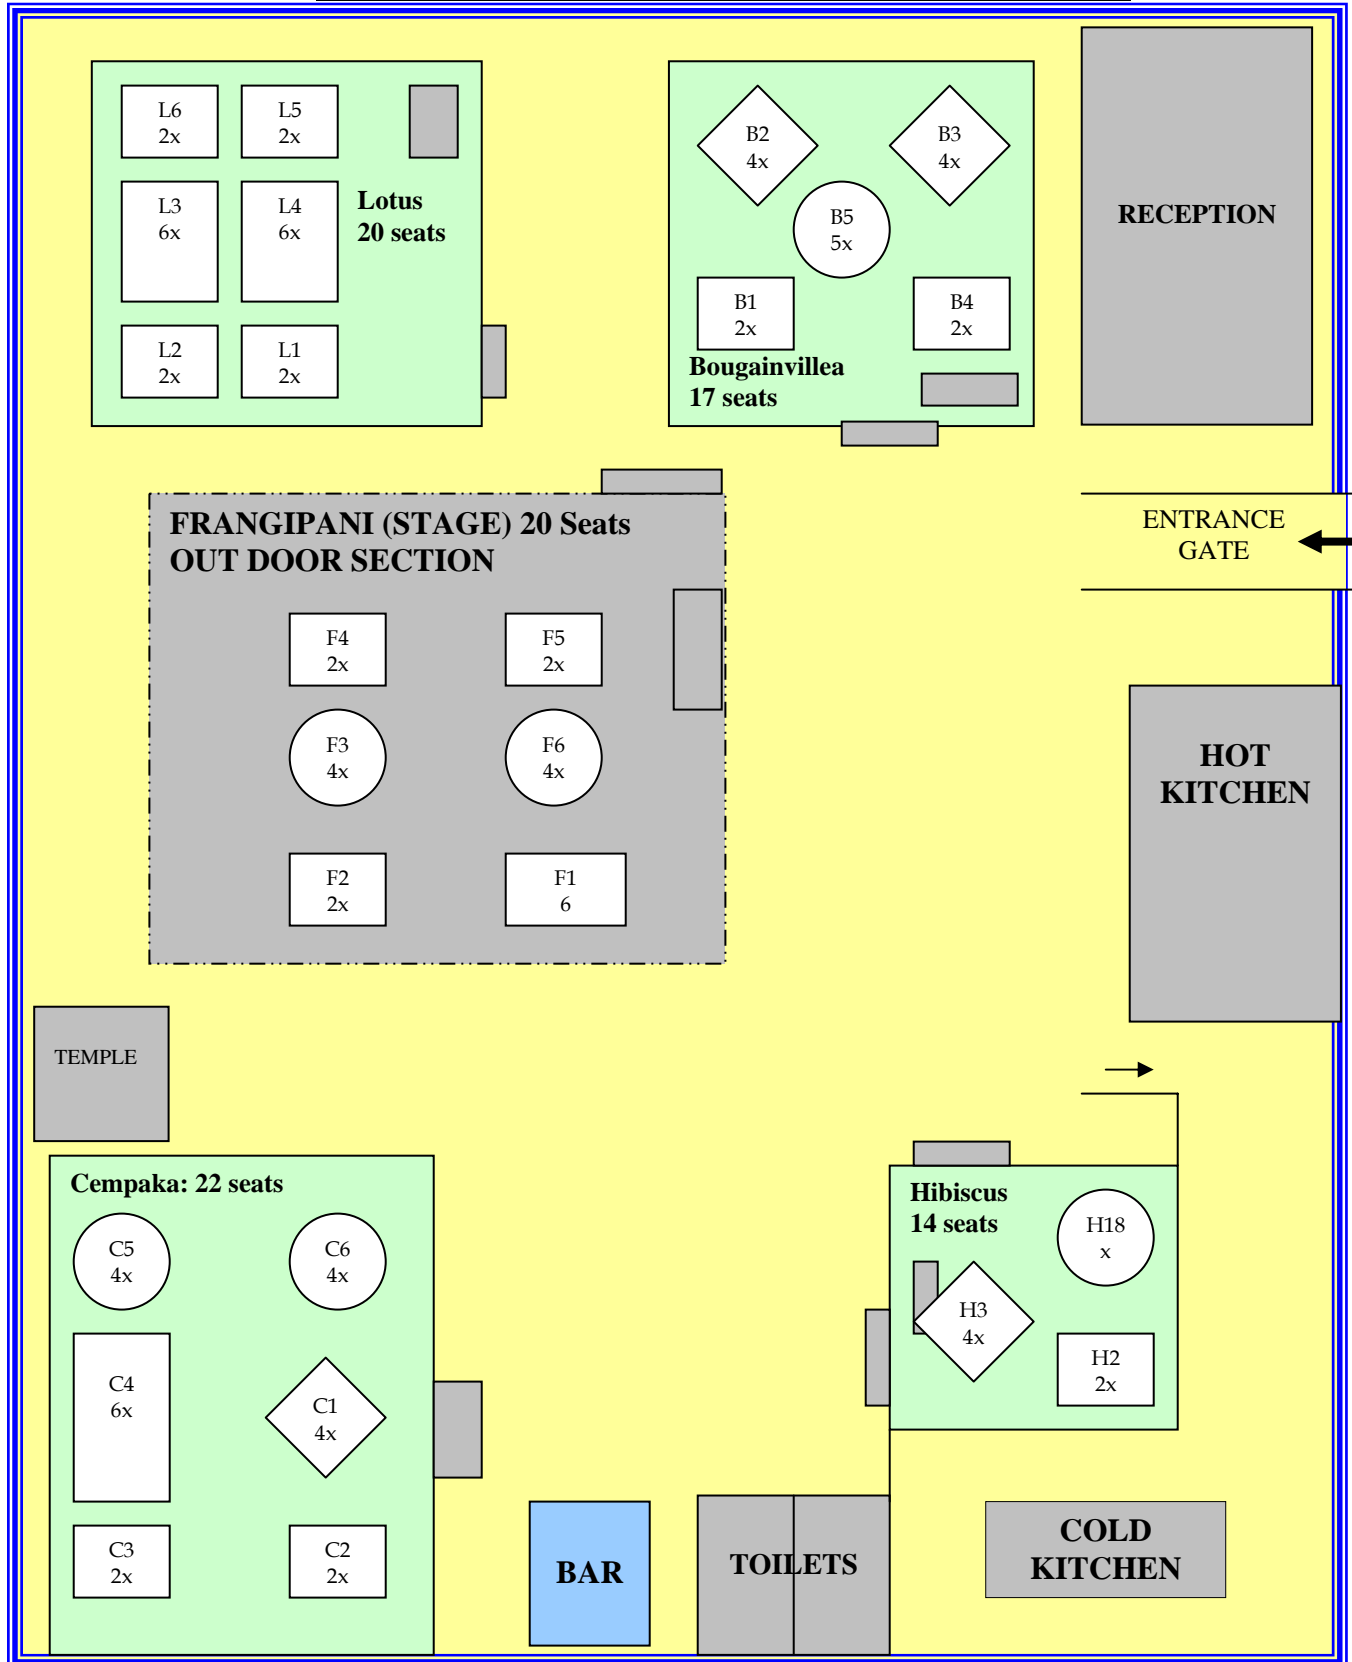 L6
2x
L5
2x
L3
6x
L4
6x
Lotus
20 seats
L2
2x
L1
2x
B2
4x
B3
4x
B5
5x
B1
2x
B4
2x
Bougainvillea
17 seats
RECEPTION
ENTRANCE
GATE
FRANGIPANI (STAGE) 20 Seats
OUT DOOR SECTION
F4
2x
F5
2x
F3
4x
F6
4x
F2
2x
F1
6
HOT
KITCHEN
TEMPLE
Cempaka: 22 seats
C5
4x
C6
4x
C4
6x
C1
4x
C3
2x
C2
2x
Hibiscus
14 seats
H18
x
H3
4x
H2
2x
BAR
TOILETS
COLD
KITCHEN